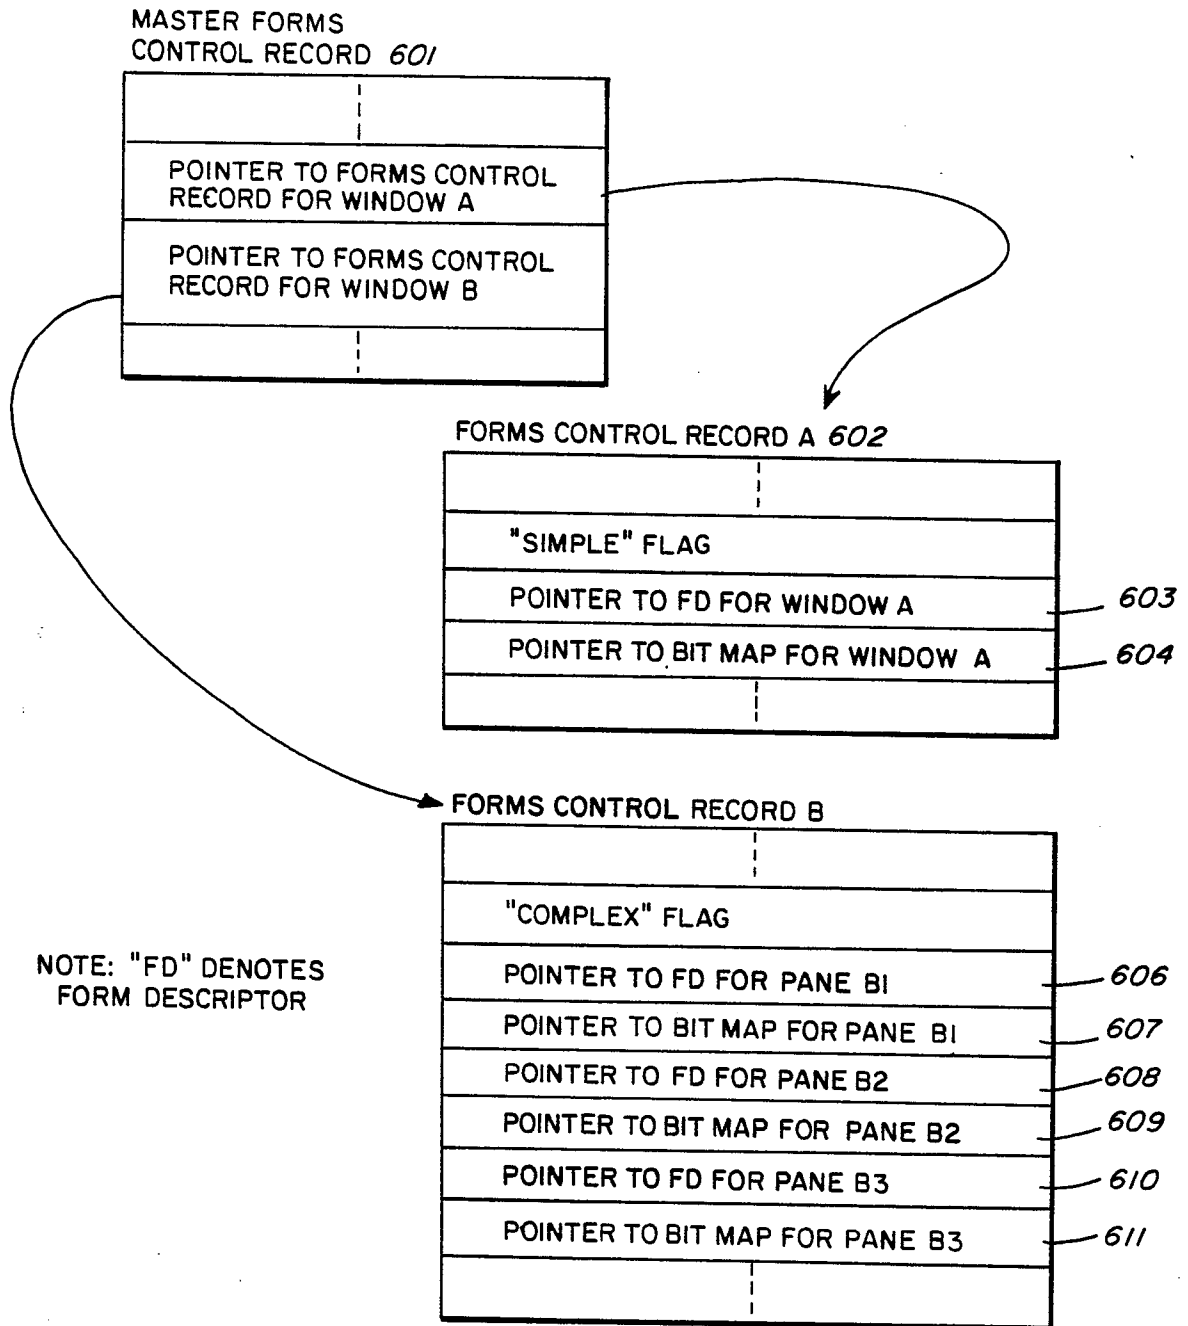 MASTER FORMS
CONTROL RECORD 601
POINTER TO FORMS CONTROL
RECORD FOR WINDOW A
POINTER TO FORMS CONTROL
RECORD FOR WINDOW B
FORMS CONTROL RECORD A 602
"SIMPLE" FLAG
POINTER TO FD FOR WINDOW A 603
POINTER TO BIT MAP FOR WINDOW A 604
FORMS CONTROL RECORD B
"COMPLEX" FLAG
NOTE: "FD" DENOTES
FORM DESCRIPTOR
POINTER TO FD FOR PANE B1 606
POINTER TO BIT MAP FOR PANE B1 607
POINTER TO FD FOR PANE B2 608
POINTER TO BIT MAP FOR PANE B2 609
POINTER TO FD FOR PANE B3 610
POINTER TO BIT MAP FOR PANE B3 611